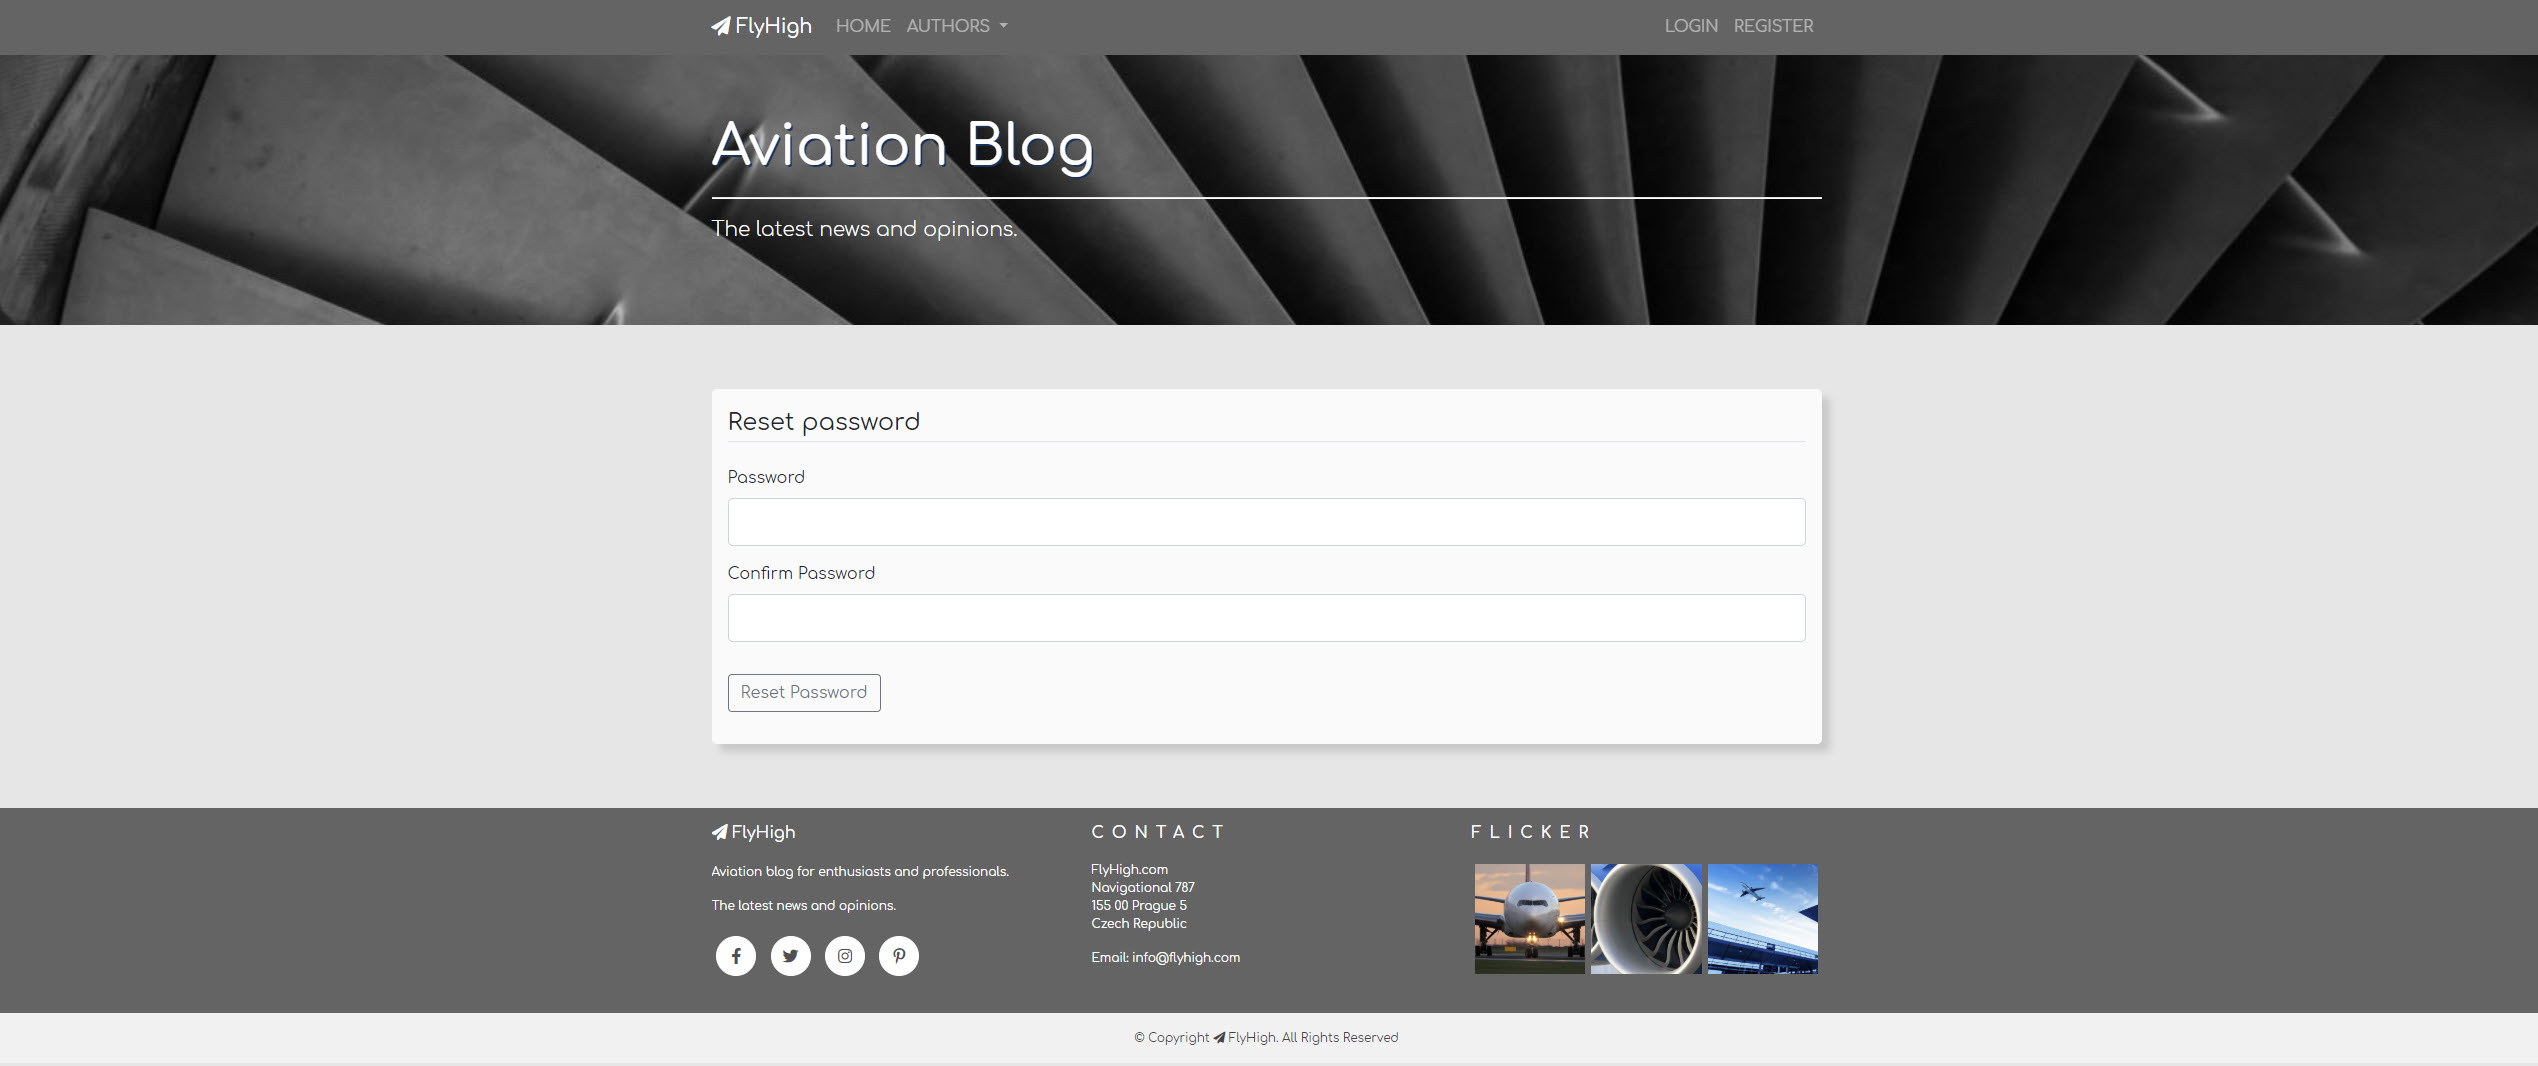 FlyHigh HOME AUTHORS LOGIN REGISTER
Aviation Blog
The latest news and opinions.
Reset password
Password
Confirm Password
Reset Password
FlyHigh
Aviation blog for enthusiasts and professionals.
The latest news and opinions.
CONTACT
FlyHigh.com
Navigational 787
155 00 Prague 5
Czech Republic
Email: info@flyhigh.com
FLICKER
© Copyright FlyHigh. All Rights Reserved